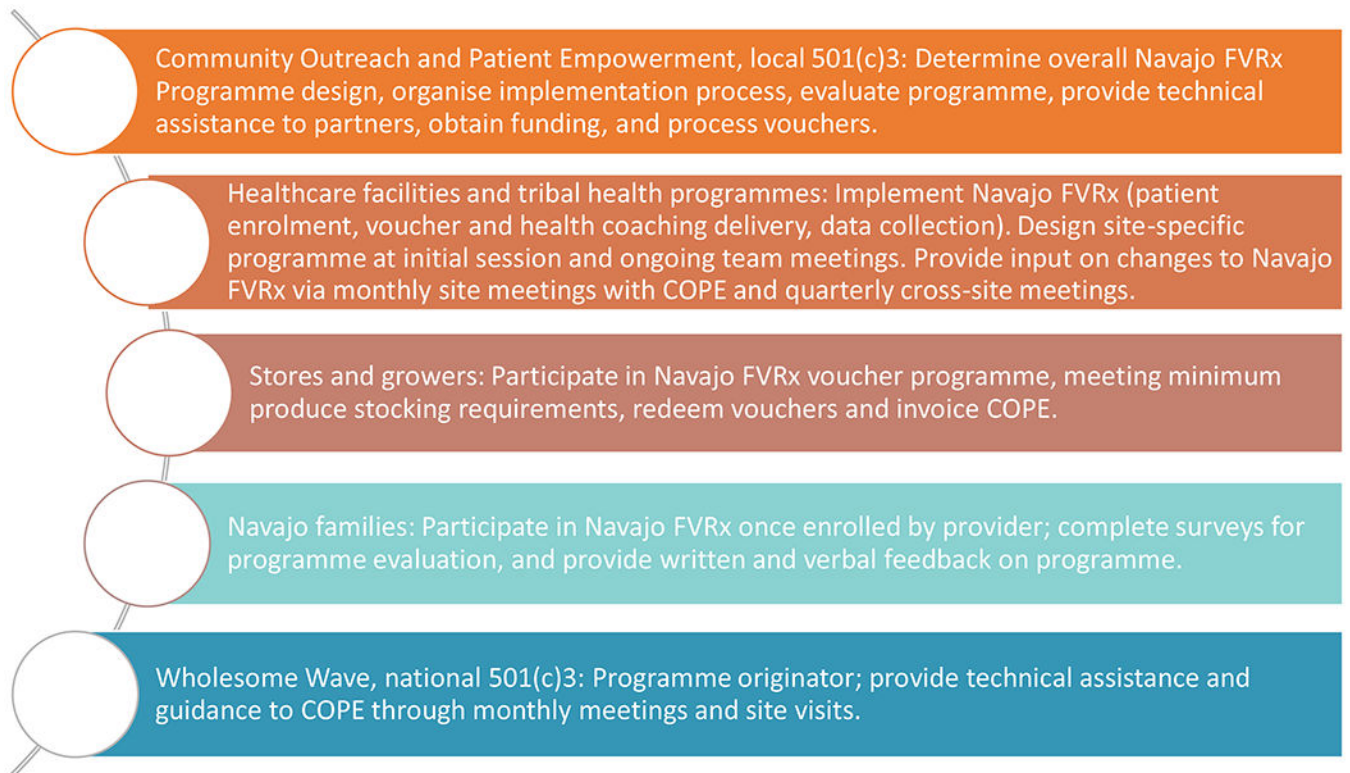 Community Outreach and Patient Empowerment, local 501(c)3: Determine overall Navajo FVRx
Programme design, organise implementation process, evaluate programme, provide technical
assistance to partners, obtain funding, and process vouchers.
Healthcare facilities and tribal health programmes: Implement Navajo FVRx (patient
enrolment, voucher and health coaching delivery, data collection). Design site-specific
programme at initial session and ongoing team meetings. Provide input on changes to Navajo
FVRx via monthly site meetings with COPE and quarterly cross-site meetings.
Stores and growers: Participate in Navajo FVRx voucher programme, meeting minimum
produce stocking requirements, redeem vouchers and invoice COPE.
Navajo families: Participate in Navajo FVRx once enrolled by provider; complete surveys for
programme evaluation, and provide written and verbal feedback on programme.
Wholesome Wave, national 501(c)3: Programme originator; provide technical assistance and
guidance to COPE through monthly meetings and site visits.